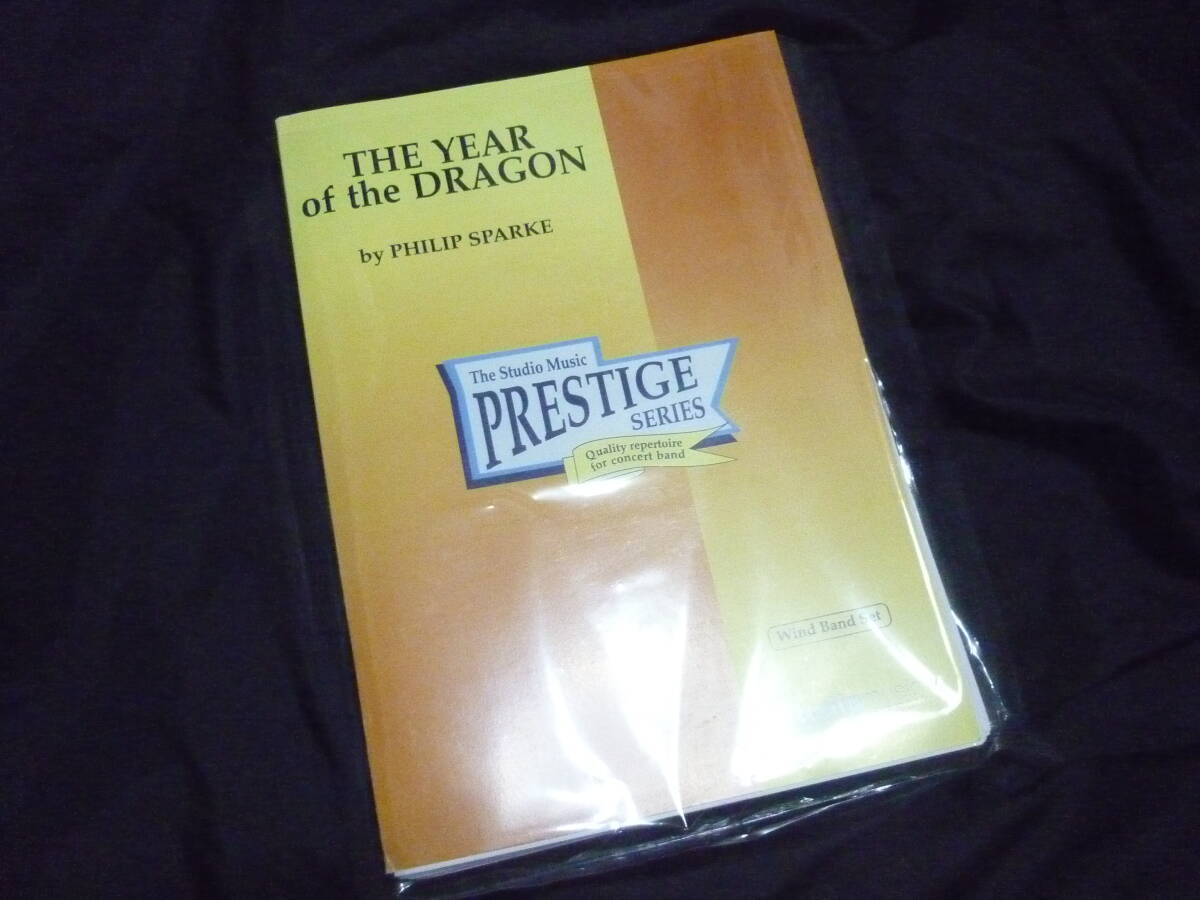 THE YEAR
of the DRAGON
by PHILIP SPARKE
The Studio Music
PRESTIGE
SERIES
Quality repertoire
for concert band
Wind Band Set